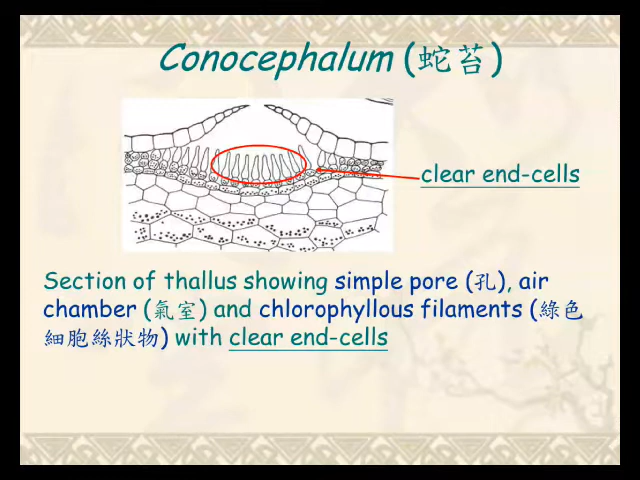 Conocephalum (蛇苔)
clear end-cells
Section of thallus showing simple pore (孔), air
chamber (氣室) and chlorophyllous filaments (綠色
細胞絲狀物) with clear end-cells